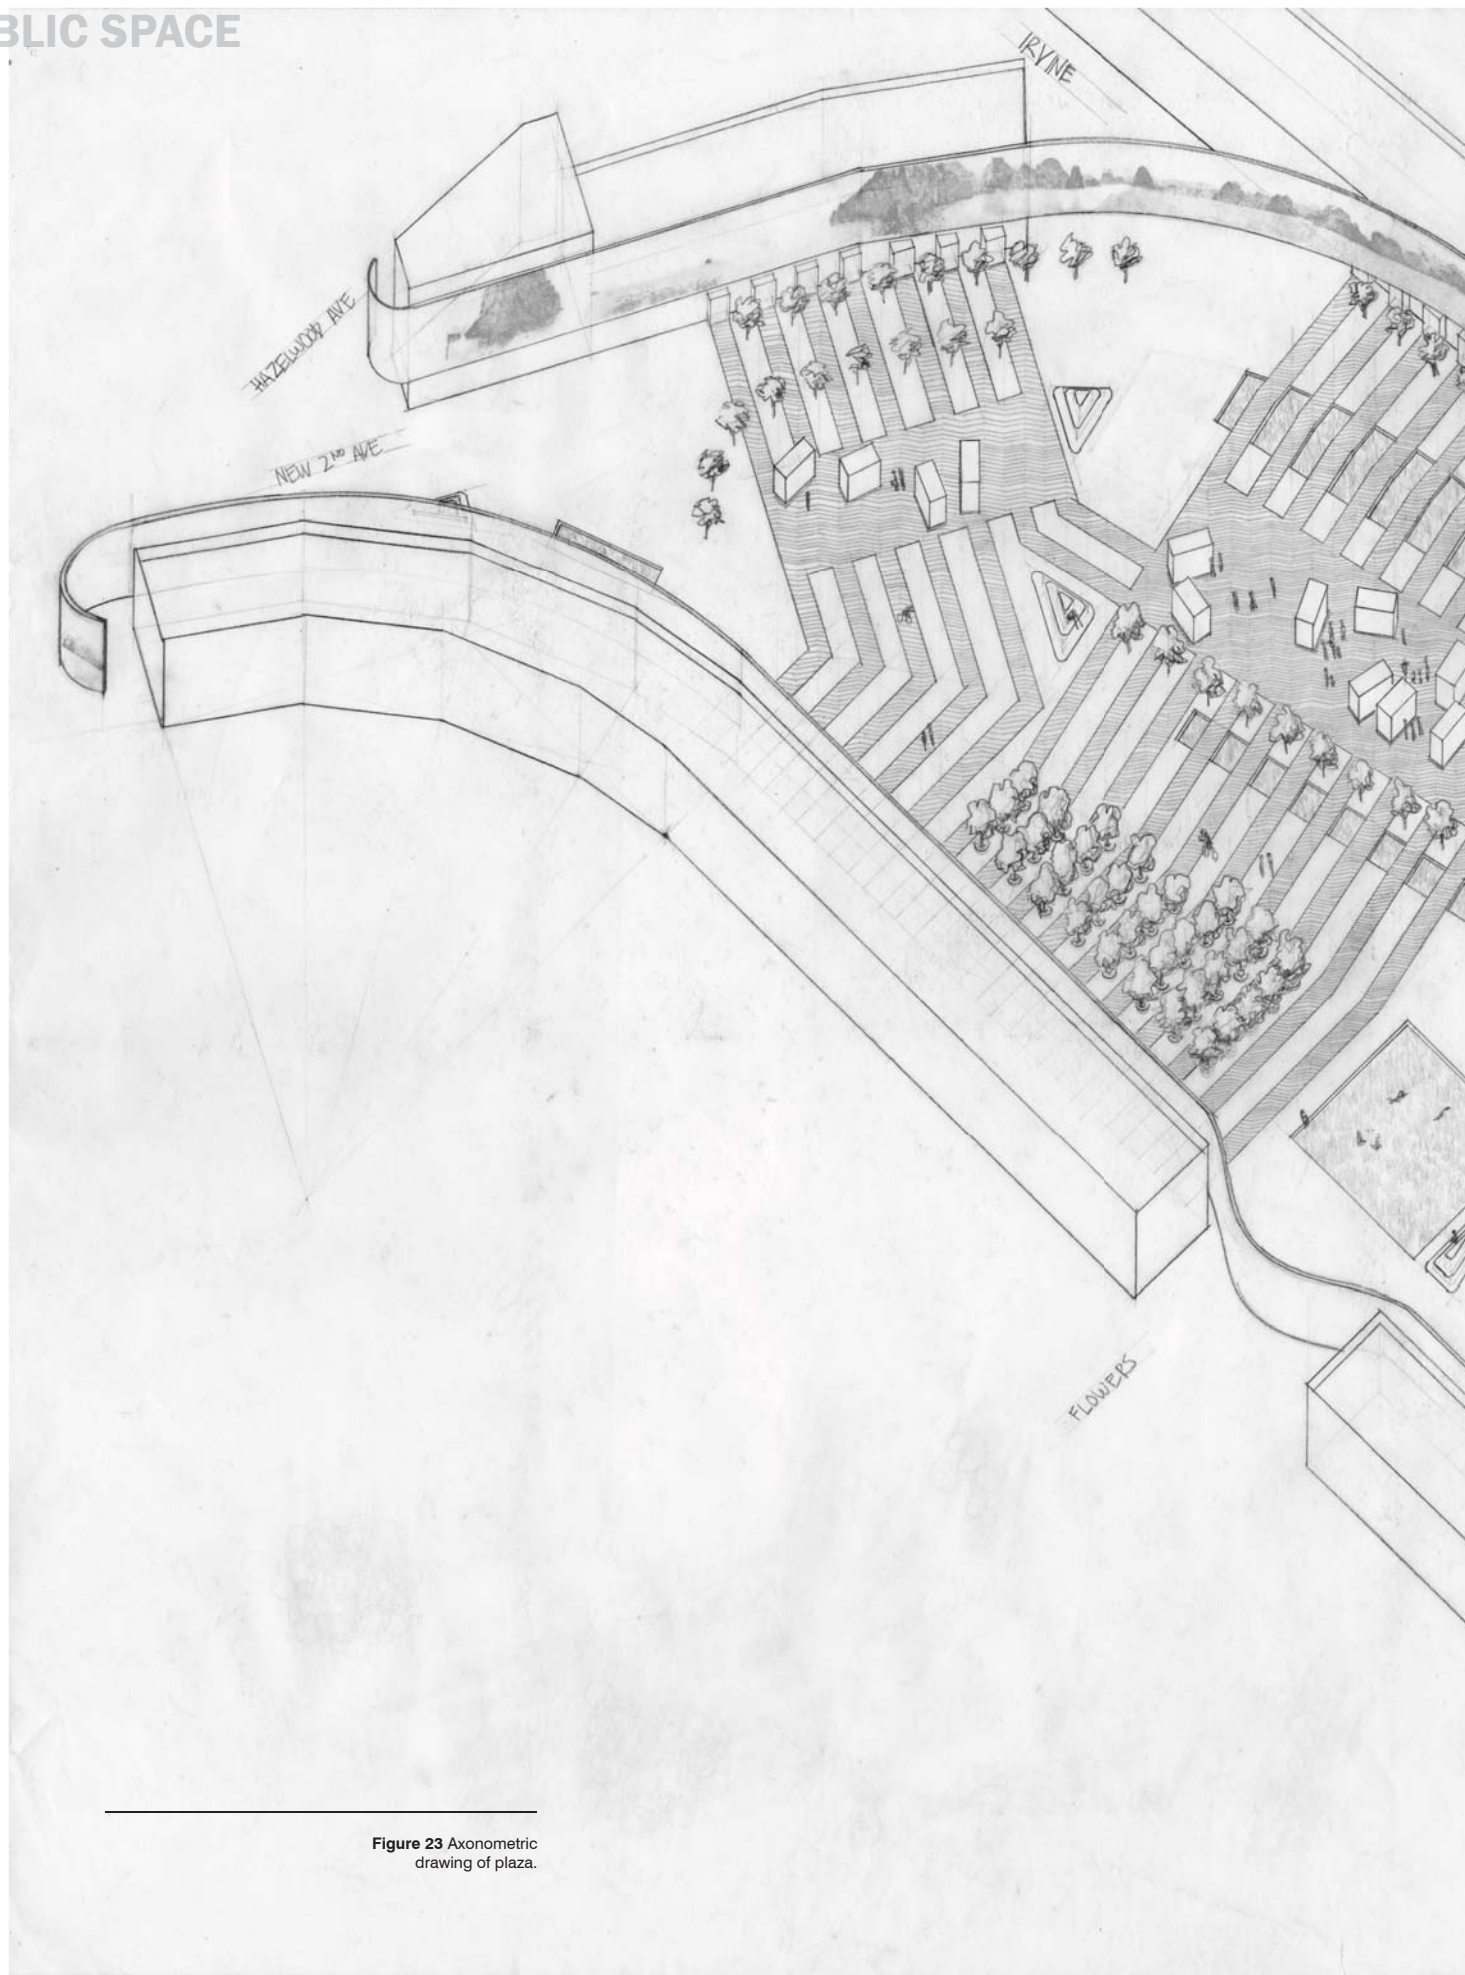 BLIC SPACE
IRVINE
HAZELWOOD AVE
NEW 2ND AVE
FLOWERS
Figure 23 Axonometric
drawing of plaza.